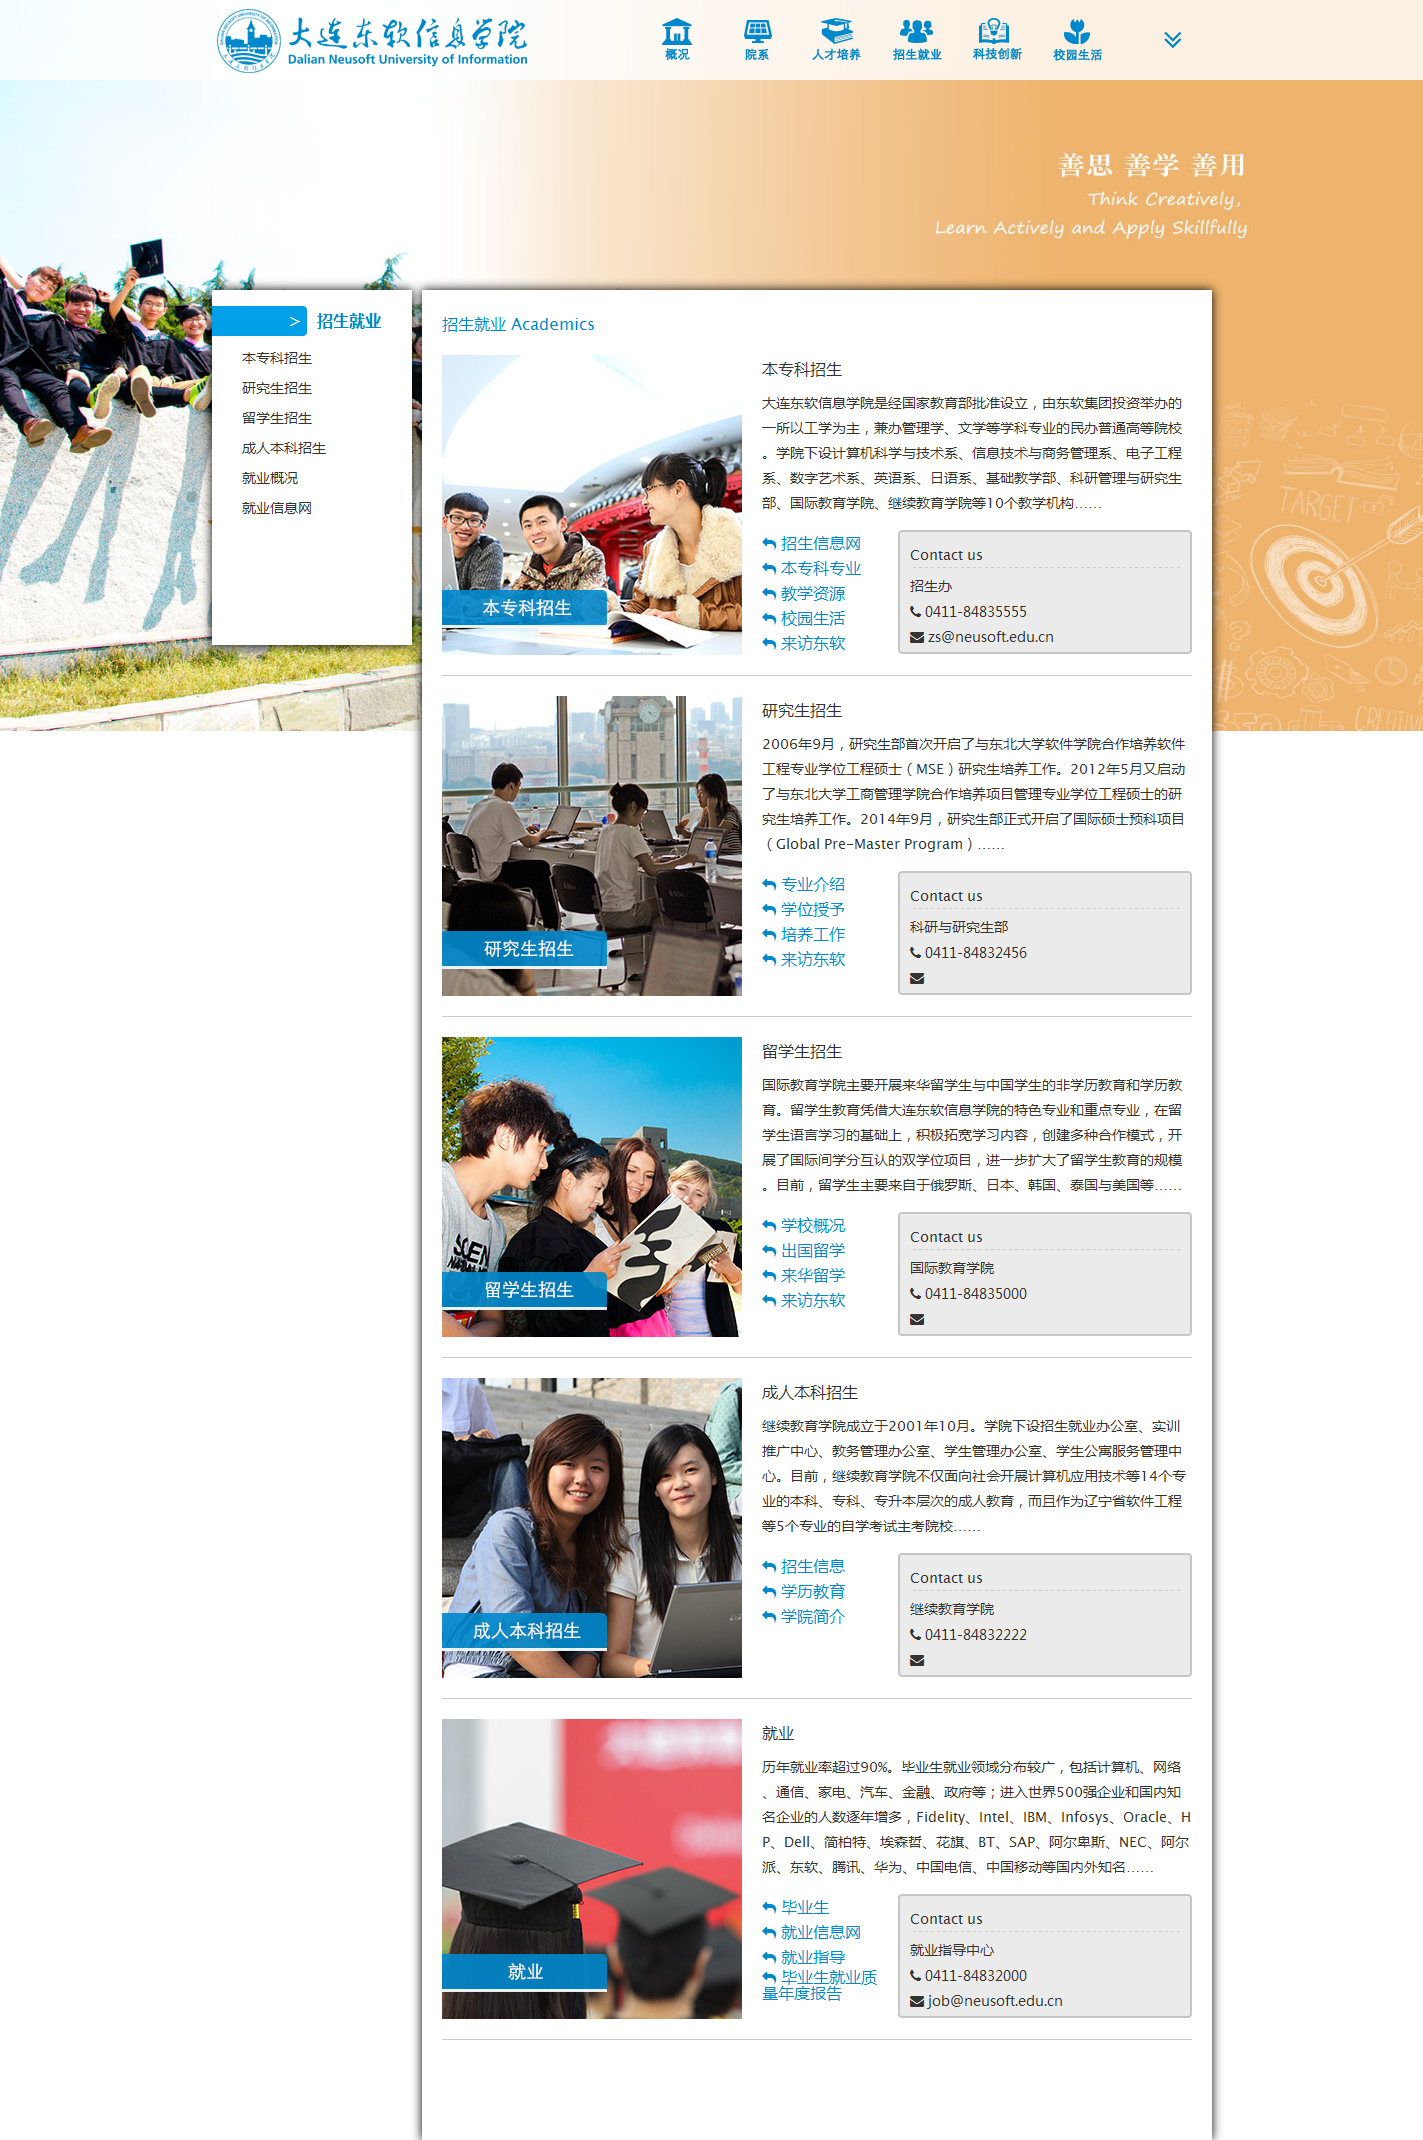 大连东软信息学院
Dalian Neusoft University of Information
概况
院系
人才培养
招生就业
科技创新
校园生活
善思 善学 善用
Think Creatively,
Learn Actively and Apply Skillfully
> 招生就业
本专科招生
研究生招生
留学生招生
成人本科招生
就业概况
就业信息网
TARGET
招生就业 Academics
本专科招生
本专科招生
大连东软信息学院是经国家教育部批准设立，由东软集团投资举办的
一所以工学为主，兼办管理学、文学等学科专业的民办普通高等院校
。学院下设计算机科学与技术系、信息技术与商务管理系、电子工程
系、数字艺术系、英语系、日语系、基础教学部、科研管理与研究生
部、国际教育学院、继续教育学院等10个教学机构……
招生信息网
本专科专业
教学资源
校园生活
来访东软
Contact us
招生办
0411-84835555
zs@neusoft.edu.cn
研究生招生
研究生招生
2006年9月，研究生部首次开启了与东北大学软件学院合作培养软件
工程专业学位工程硕士（MSE）研究生培养工作。2012年5月又启动
了与东北大学工商管理学院合作培养项目管理专业学位工程硕士的研
究生培养工作。2014年9月，研究生部正式开启了国际硕士预科项目
（Global Pre-Master Program）……
专业介绍
学位授予
培养工作
来访东软
Contact us
科研与研究生部
0411-84832456
留学生招生
留学生招生
国际教育学院主要开展来华留学生与中国学生的非学历教育和学历教
育。留学生教育凭借大连东软信息学院的特色专业和重点专业，在留
学生语言学习的基础上，积极拓宽学习内容，创建多种合作模式，开
展了国际间学分互认的双学位项目，进一步扩大了留学生教育的规模
。目前，留学生主要来自于俄罗斯、日本、韩国、泰国与美国等……
学校概况
出国留学
来华留学
来访东软
Contact us
国际教育学院
0411-84835000
成人本科招生
成人本科招生
继续教育学院成立于2001年10月。学院下设招生就业办公室、实训
推广中心、教务管理办公室、学生管理办公室、学生公寓服务管理中
心。目前，继续教育学院不仅面向社会开展计算机应用技术等14个专
业的本科、专科、专升本层次的成人教育，而且作为辽宁省软件工程
等5个专业的自学考试主考院校……
招生信息
学历教育
学院简介
Contact us
继续教育学院
0411-84832222
就业
就业
历年就业率超过90%。毕业生就业领域分布较广，包括计算机、网络
、通信、家电、汽车、金融、政府等；进入世界500强企业和国内知
名企业的人数逐年增多，Fidelity、Intel、IBM、Infosys、Oracle、H
P、Dell、简柏特、埃森哲、花旗、BT、SAP、阿尔卑斯、NEC、阿尔
派、东软、腾讯、华为、中国电信、中国移动等国内外知名……
毕业生
就业信息网
就业指导
毕业生就业质
量年度报告
Contact us
就业指导中心
0411-84832000
job@neusoft.edu.cn